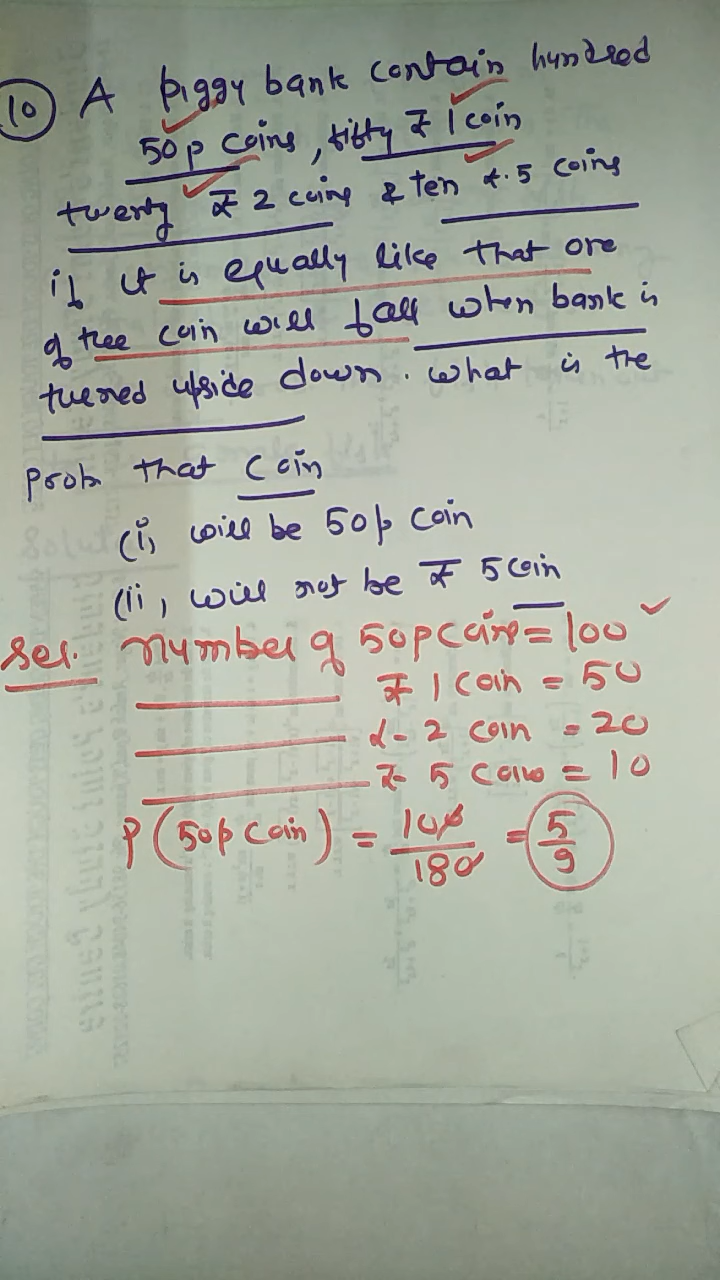 (10) A piggy bank contain hundred
50p coins, fifty ₹ 1 coin
twenty ₹ 2 coins & ten ₹.5 coins
if it is equally like that one
of the coin will fall when bank is
turned upside down. what is the
prob that coin
(i) will be 50p coin
(ii) will not be ₹ 5 coin
Sol. number of 50p coins = 100
₹ 1 coin = 50
₹ 2 coin = 20
₹ 5 coins = 10
P(50p coin) = 100/180 = 5/9